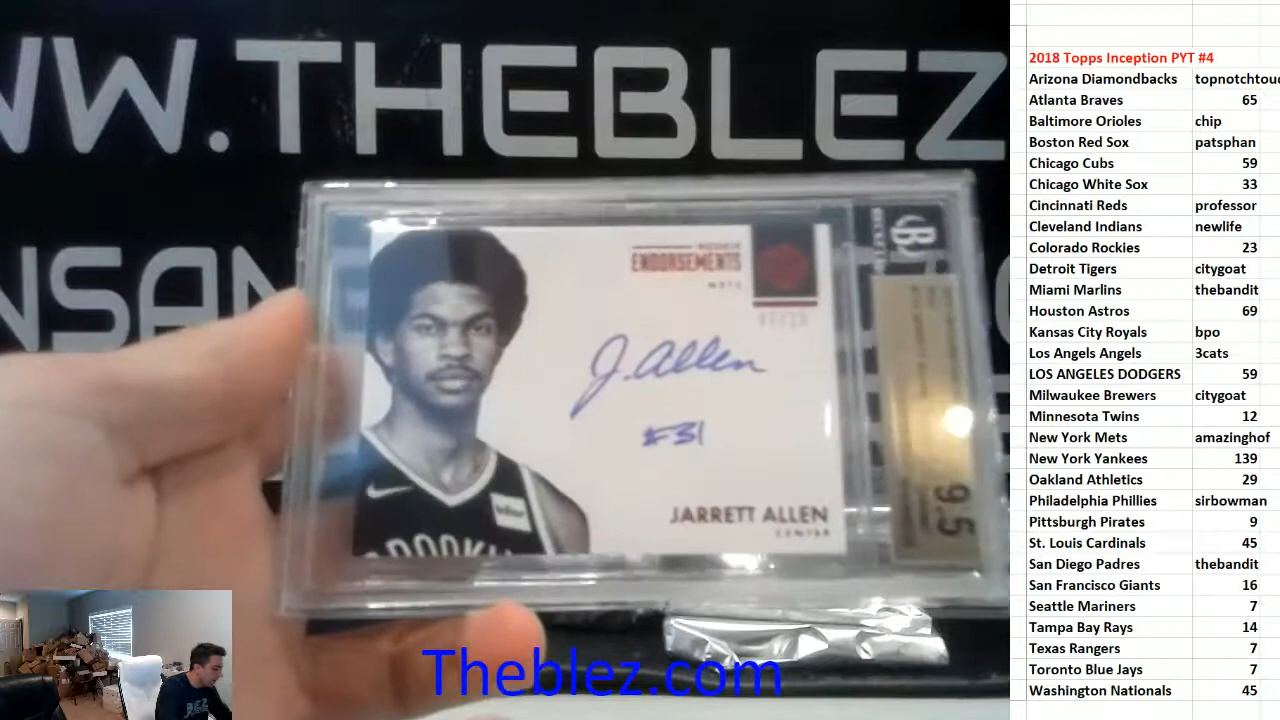 WW.THEBLEZ
NSAN
ROOKIE
ENDORSEMENTS
NETS
J. Allen
#31
JARRETT ALLEN
CENTER
9.5
Theblez.com
2018 Topps Inception PYT #4
Arizona Diamondbacks topnotchtouc
Atlanta Braves 65
Baltimore Orioles chip
Boston Red Sox patsphan
Chicago Cubs 59
Chicago White Sox 33
Cincinnati Reds professor
Cleveland Indians newlife
Colorado Rockies 23
Detroit Tigers citygoat
Miami Marlins thebandit
Houston Astros 69
Kansas City Royals bpo
Los Angels Angels 3cats
LOS ANGELES DODGERS 59
Milwaukee Brewers citygoat
Minnesota Twins 12
New York Mets amazinghof
New York Yankees 139
Oakland Athletics 29
Philadelphia Phillies sirbowman
Pittsburgh Pirates 9
St. Louis Cardinals 45
San Diego Padres thebandit
San Francisco Giants 16
Seattle Mariners 7
Tampa Bay Rays 14
Texas Rangers 7
Toronto Blue Jays 7
Washington Nationals 45